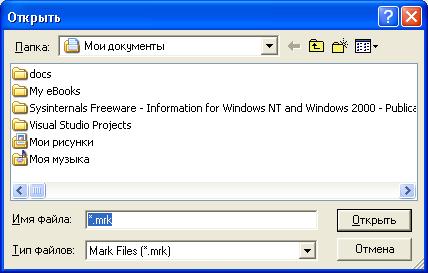 Открыть
Папка: Мои документы
docs
My eBooks
Sysinternals Freeware - Information for Windows NT and Windows 2000 - Publica
Visual Studio Projects
Мои рисунки
Моя музыка
Имя файла: *.mrk Открыть
Тип файлов: Mark Files (*.mrk) Отмена